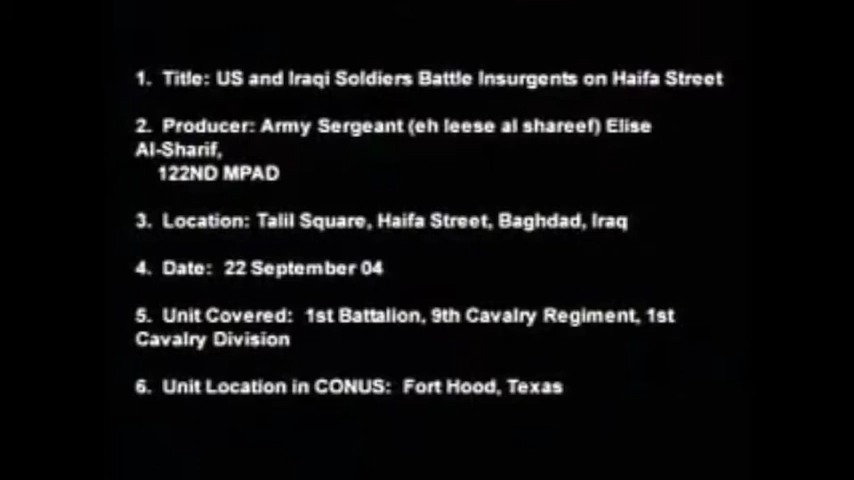 1. Title: US and Iraqi Soldiers Battle Insurgents on Haifa Street
2. Producer: Army Sergeant (eh leese al shareef) Elise
Al-Sharif,
122ND MPAD
3. Location: Talil Square, Haifa Street, Baghdad, Iraq
4. Date: 22 September 04
5. Unit Covered: 1st Battalion, 9th Cavalry Regiment, 1st
Cavalry Division
6. Unit Location in CONUS: Fort Hood, Texas